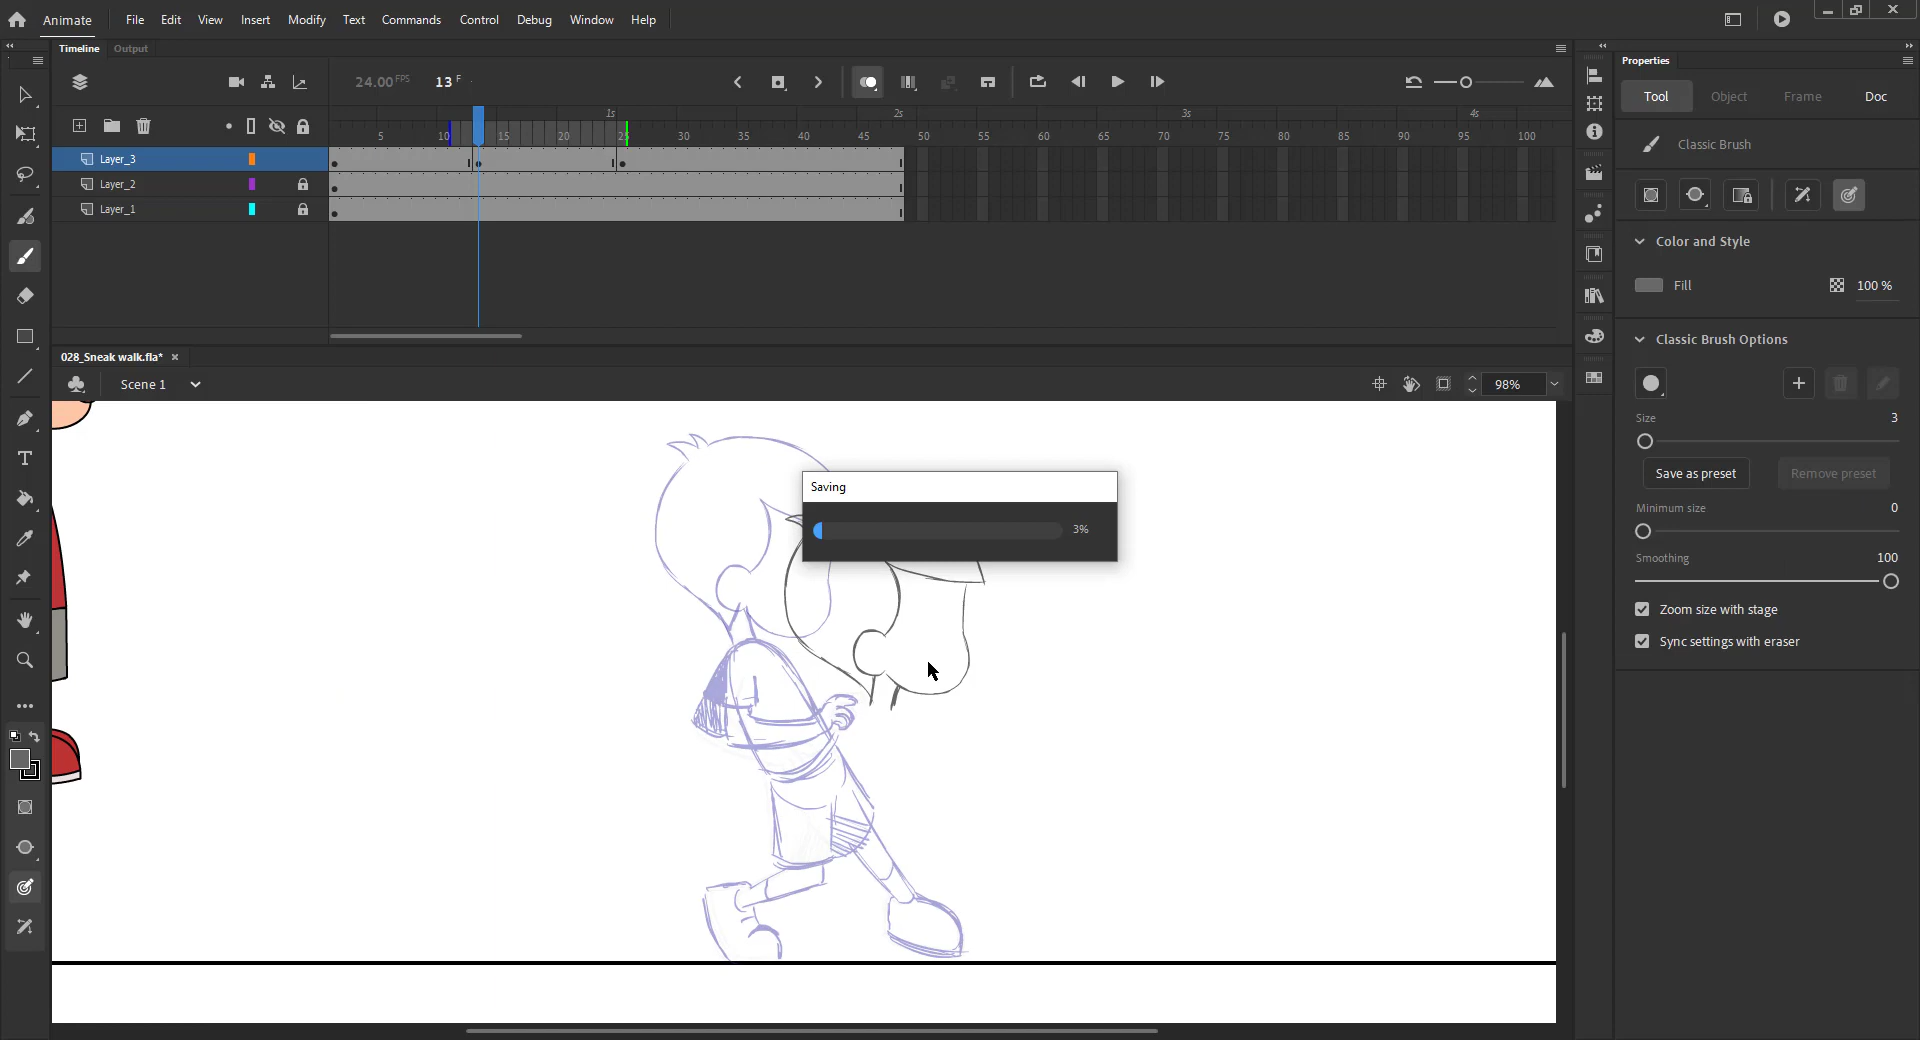 Animate File Edit View Insert Modify Text Commands Control Debug Window Help
Timeline Output
Properties
24.00 FPS 13 F
Tool Object Frame Doc
1s 2s 3s 4s
5 10 15 20 25 30 35 40 45 50 55 60 65 70 75 80 85 90 95 100
Layer_3
Layer_2
Layer_1
Classic Brush
Color and Style
Fill 100 %
Classic Brush Options
028_Sneak walk.fla*
Scene 1 98%
Size 3
Save as preset Remove preset
Minimum size 0
Smoothing 100
Zoom size with stage
Sync settings with eraser
Saving
3%